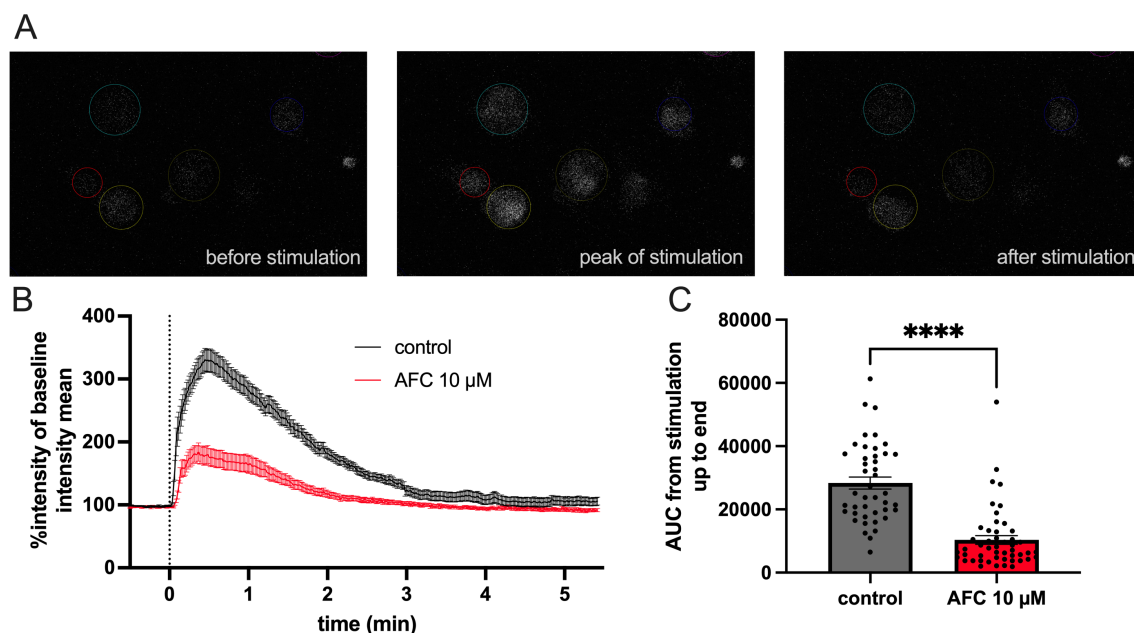 A
before stimulation
peak of stimulation
after stimulation
B
%intensity of baseline
intensity mean
400
300
200
100
0
control
AFC 10 µM
0
1
2
3
4
5
time (min)
C
AUC from stimulation
up to end
80000
60000
40000
20000
0
****
control
AFC 10 µM